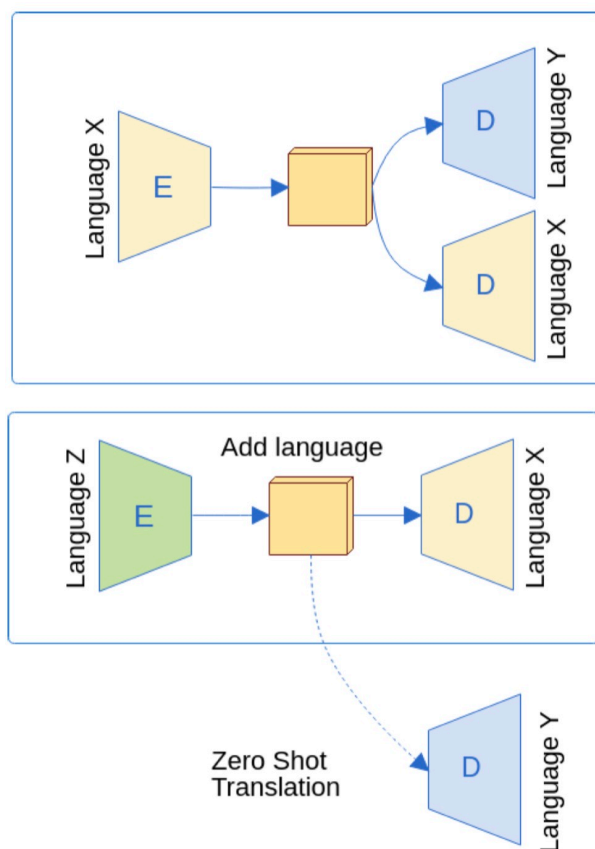 Language X
E
D
Language Y
D
Language X
Add language
Language Z
E
D
Language X
Zero Shot
Translation
D
Language Y